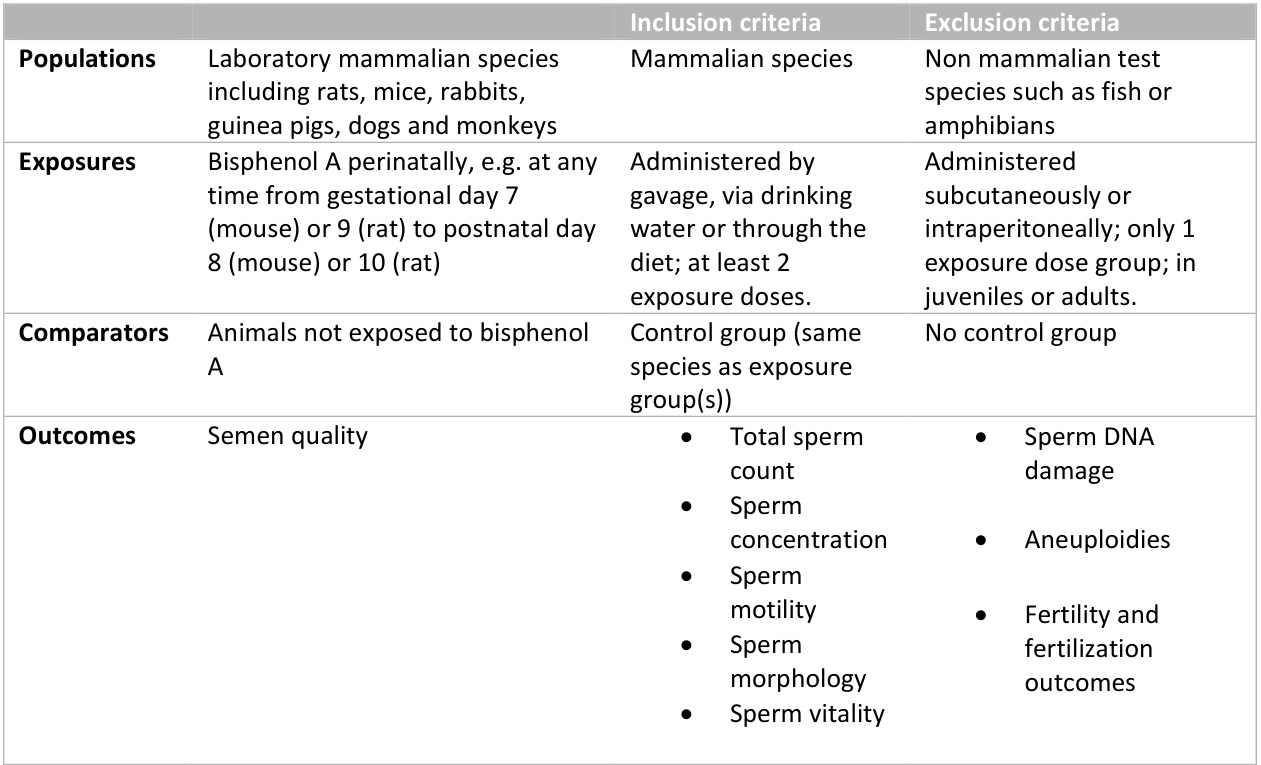 Inclusion criteria
Exclusion criteria
Populations
Laboratory mammalian species
including rats, mice, rabbits,
guinea pigs, dogs and monkeys
Mammalian species
Non mammalian test
species such as fish or
amphibians
Exposures
Bisphenol A perinatally, e.g. at any
time from gestational day 7
(mouse) or 9 (rat) to postnatal day
8 (mouse) or 10 (rat)
Administered by
gavage, via drinking
water or through the
diet; at least 2
exposure doses.
Administered
subcutaneously or
intraperitoneally; only 1
exposure dose group; in
juveniles or adults.
Comparators
Animals not exposed to bisphenol
A
Control group (same
species as exposure
group(s))
No control group
Outcomes
Semen quality
• Total sperm
count
• Sperm
concentration
• Sperm
motility
• Sperm
morphology
• Sperm vitality
• Sperm DNA
damage
• Aneuploidies
• Fertility and
fertilization
outcomes